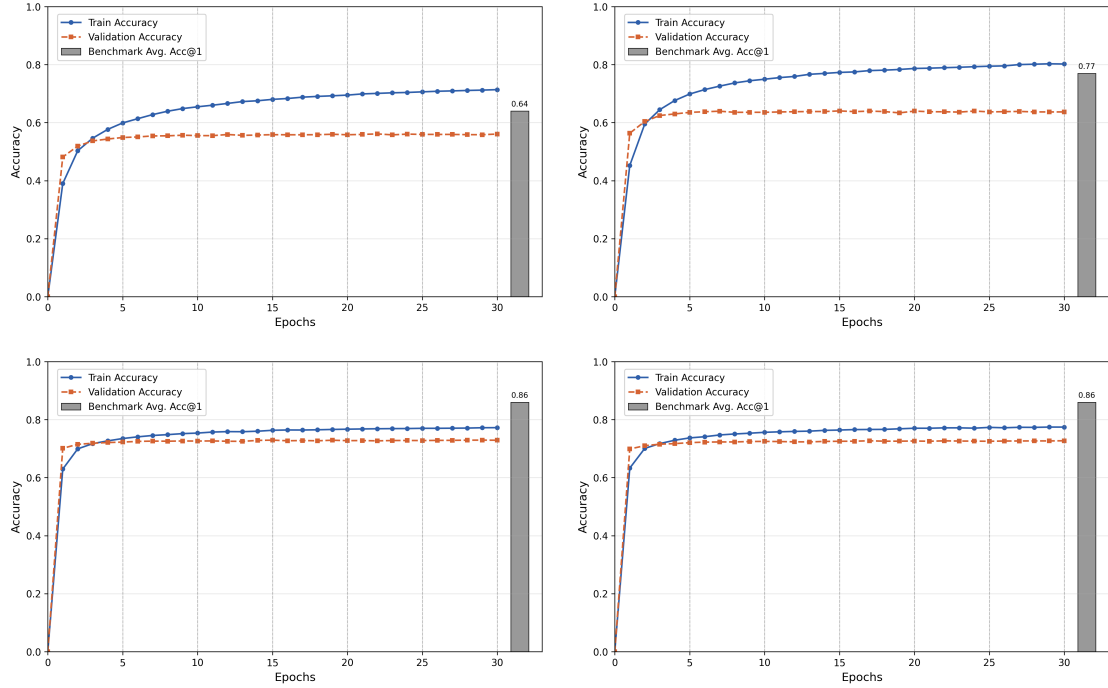 1.0
0.8
0.6
0.4
0.2
0.0
Accuracy
Train Accuracy
Validation Accuracy
Benchmark Avg. Acc@1
0.64
0 5 10 15 20 25 30
Epochs
1.0
0.8
0.6
0.4
0.2
0.0
Accuracy
Train Accuracy
Validation Accuracy
Benchmark Avg. Acc@1
0.77
0 5 10 15 20 25 30
Epochs
1.0
0.8
0.6
0.4
0.2
0.0
Accuracy
Train Accuracy
Validation Accuracy
Benchmark Avg. Acc@1
0.86
0 5 10 15 20 25 30
Epochs
1.0
0.8
0.6
0.4
0.2
0.0
Accuracy
Train Accuracy
Validation Accuracy
Benchmark Avg. Acc@1
0.86
0 5 10 15 20 25 30
Epochs